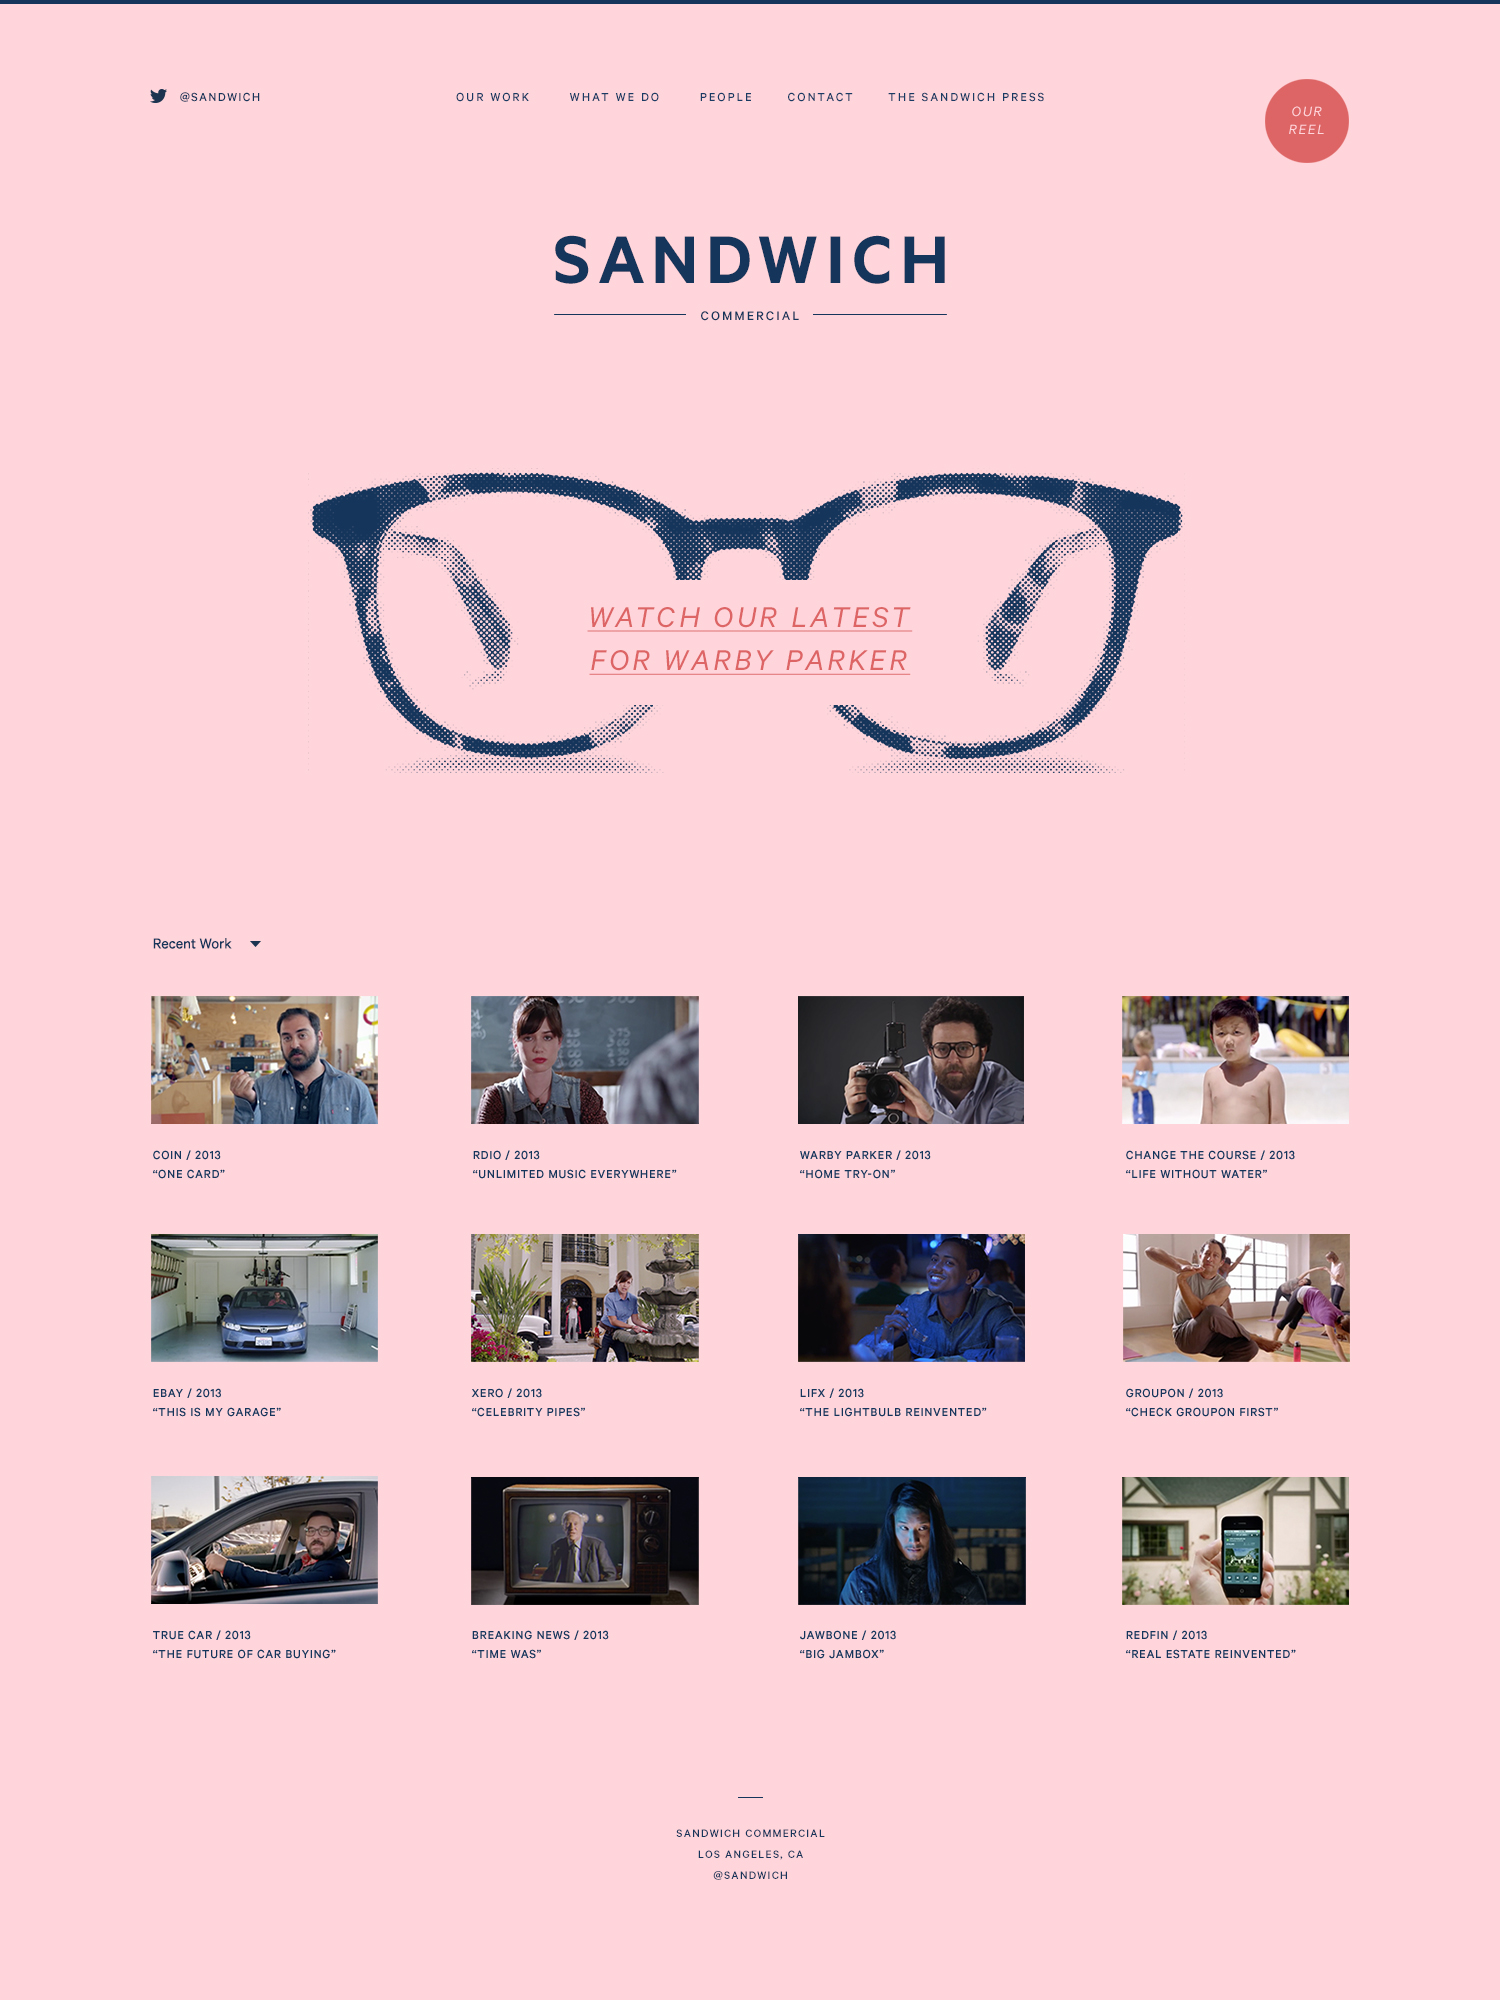 @SANDWICH
OUR WORK
WHAT WE DO
PEOPLE
CONTACT
THE SANDWICH PRESS
OUR
REEL
SANDWICH
COMMERCIAL
WATCH OUR LATEST
FOR WARBY PARKER
Recent Work
COIN / 2013
“ONE CARD”
RDIO / 2013
“UNLIMITED MUSIC EVERYWHERE”
WARBY PARKER / 2013
“HOME TRY-ON”
CHANGE THE COURSE / 2013
“LIFE WITHOUT WATER”
EBAY / 2013
“THIS IS MY GARAGE”
XERO / 2013
“CELEBRITY PIPES”
LIFX / 2013
“THE LIGHTBULB REINVENTED”
GROUPON / 2013
“CHECK GROUPON FIRST”
TRUE CAR / 2013
“THE FUTURE OF CAR BUYING”
BREAKING NEWS / 2013
“TIME WAS”
JAWBONE / 2013
“BIG JAMBOX”
REDFIN / 2013
“REAL ESTATE REINVENTED”
SANDWICH COMMERCIAL
LOS ANGELES, CA
@SANDWICH